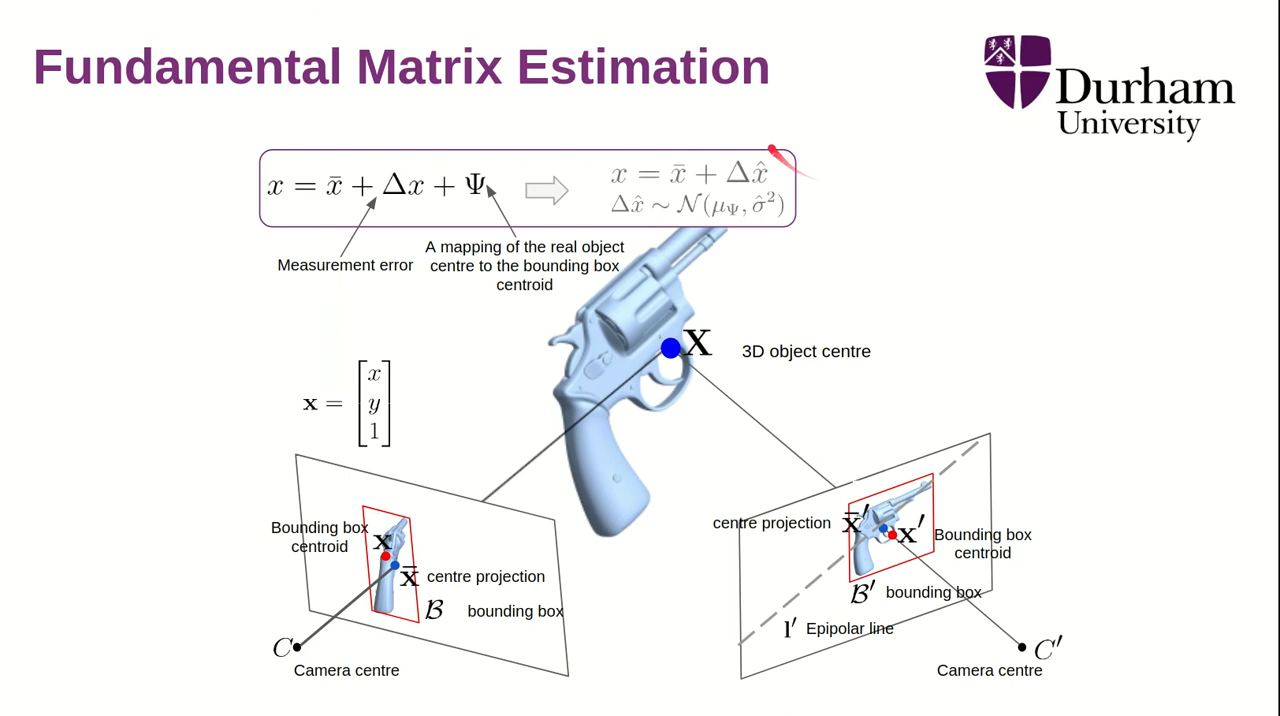 Fundamental Matrix Estimation
Durham
University
x = x̄ + Δx + Ψ
x = x̄ + Δx̂
Δx̂ ∼ 𝒩(μ_Ψ, σ̂²)
Measurement error
A mapping of the real object
centre to the bounding box
centroid
X
3D object centre
x = [x y 1]
Bounding box
centroid
x
x̄
centre projection
ℬ
bounding box
C
Camera centre
centre projection
x̄′
x′
Bounding box
centroid
ℬ′
bounding box
l′
Epipolar line
C′
Camera centre